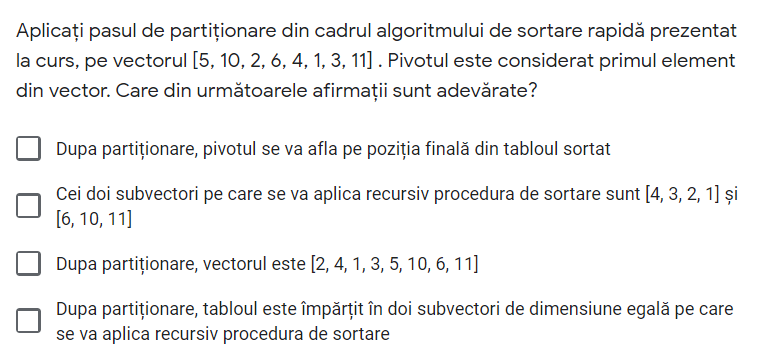 Aplicați pasul de partiționare din cadrul algoritmului de sortare rapidă prezentat
la curs, pe vectorul [5, 10, 2, 6, 4, 1, 3, 11] . Pivotul este considerat primul element
din vector. Care din următoarele afirmații sunt adevărate?
Dupa partiționare, pivotul se va afla pe poziția finală din tabloul sortat
Cei doi subvectori pe care se va aplica recursiv procedura de sortare sunt [4, 3, 2, 1] și
[6, 10, 11]
Dupa partiționare, vectorul este [2, 4, 1, 3, 5, 10, 6, 11]
Dupa partiționare, tabloul este împărțit în doi subvectori de dimensiune egală pe care
se va aplica recursiv procedura de sortare